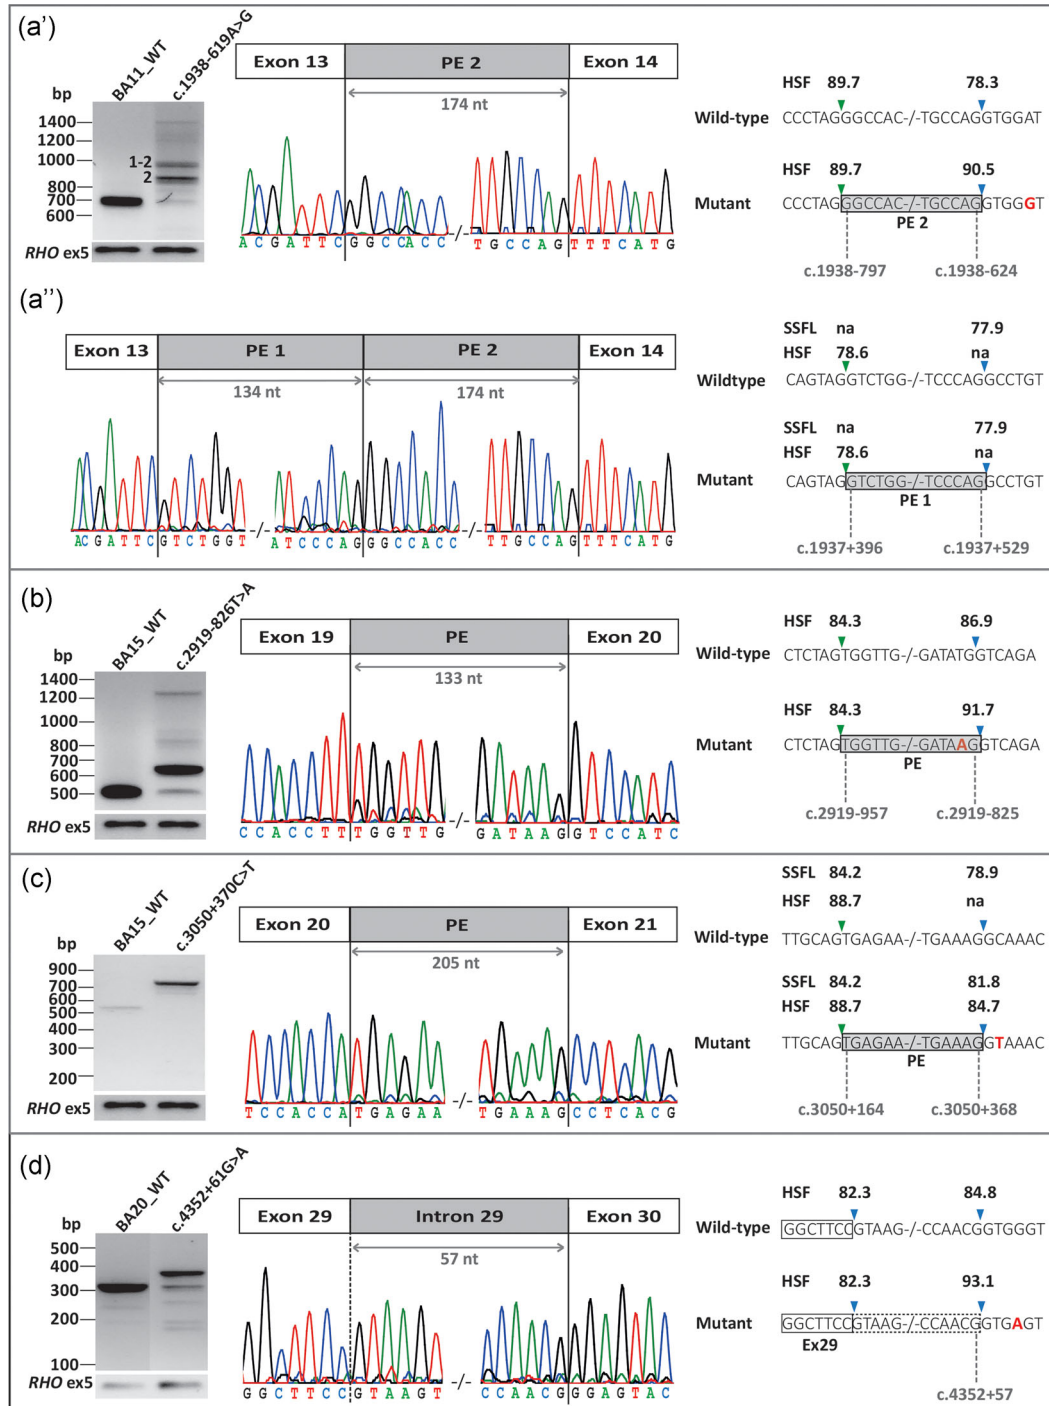 (a')
BA11_WT
c.1938-619A>G
bp
1400
1200
1000
800
700
600
1-2
2
RHO ex5
Exon 13 PE 2 Exon 14
174 nt
A C G A T T C G G C C A C C -/- T G C C A G T T T C A T G
HSF 89.7 78.3
Wild-type CCCTAGGGCCAC-/-TGCCAGGTGGAT
HSF 89.7 90.5
Mutant CCCTAGGGCCAC-/-TGCCAGGTGGGT
PE 2
c.1938-797 c.1938-624
(a'')
Exon 13 PE 1 PE 2 Exon 14
134 nt 174 nt
A C G A T T C G T C T G G T -/- A T C C C A G G G C C A C C -/- T T G C C A G T T T C A T G
SSFL na 77.9
HSF 78.6 na
Wildtype CAGTAGGTCTGG-/-TCCCAGGCCTGT
SSFL na 77.9
HSF 78.6 na
Mutant CAGTAGGTCTGG-/-TCCCAGGCCTGT
PE 1
c.1937+396 c.1937+529
(b)
BA15_WT
c.2919-826T>A
bp
1400
1200
1000
800
700
600
500
RHO ex5
Exon 19 PE Exon 20
133 nt
C C A C C T T T G G T T G -/- G A T A A G G T C C A T C
HSF 84.3 86.9
Wild-type CTCTAGTGGTTG-/-GATATGGTCAGA
HSF 84.3 91.7
Mutant CTCTAGTGGTTG-/-GATAAGGTCAGA
PE
c.2919-957 c.2919-825
(c)
BA15_WT
c.3050+370C>T
bp
900
700
600
500
400
300
200
RHO ex5
Exon 20 PE Exon 21
205 nt
T C C A C C A T G A G A A -/- T G A A A G C C T C A C G
SSFL 84.2 78.9
HSF 88.7 na
Wild-type TTGCAGTGAGAA-/-TGAAAGGCAAAC
SSFL 84.2 81.8
HSF 88.7 84.7
Mutant TTGCAGTGAGAA-/-TGAAAGGTAAAC
PE
c.3050+164 c.3050+368
(d)
BA20_WT
c.4352+61G>A
bp
500
400
300
200
100
RHO ex5
Exon 29 Intron 29 Exon 30
57 nt
G G C T T C C G T A A G T -/- C C A A C G G G A G T A C
HSF 82.3 84.8
Wild-type GGCTTCCGTAAG-/-CCAACGGTGGGT
HSF 82.3 93.1
Mutant GGCTTCCGTAAG-/-CCAACGGTGAGT
Ex29
c.4352+57